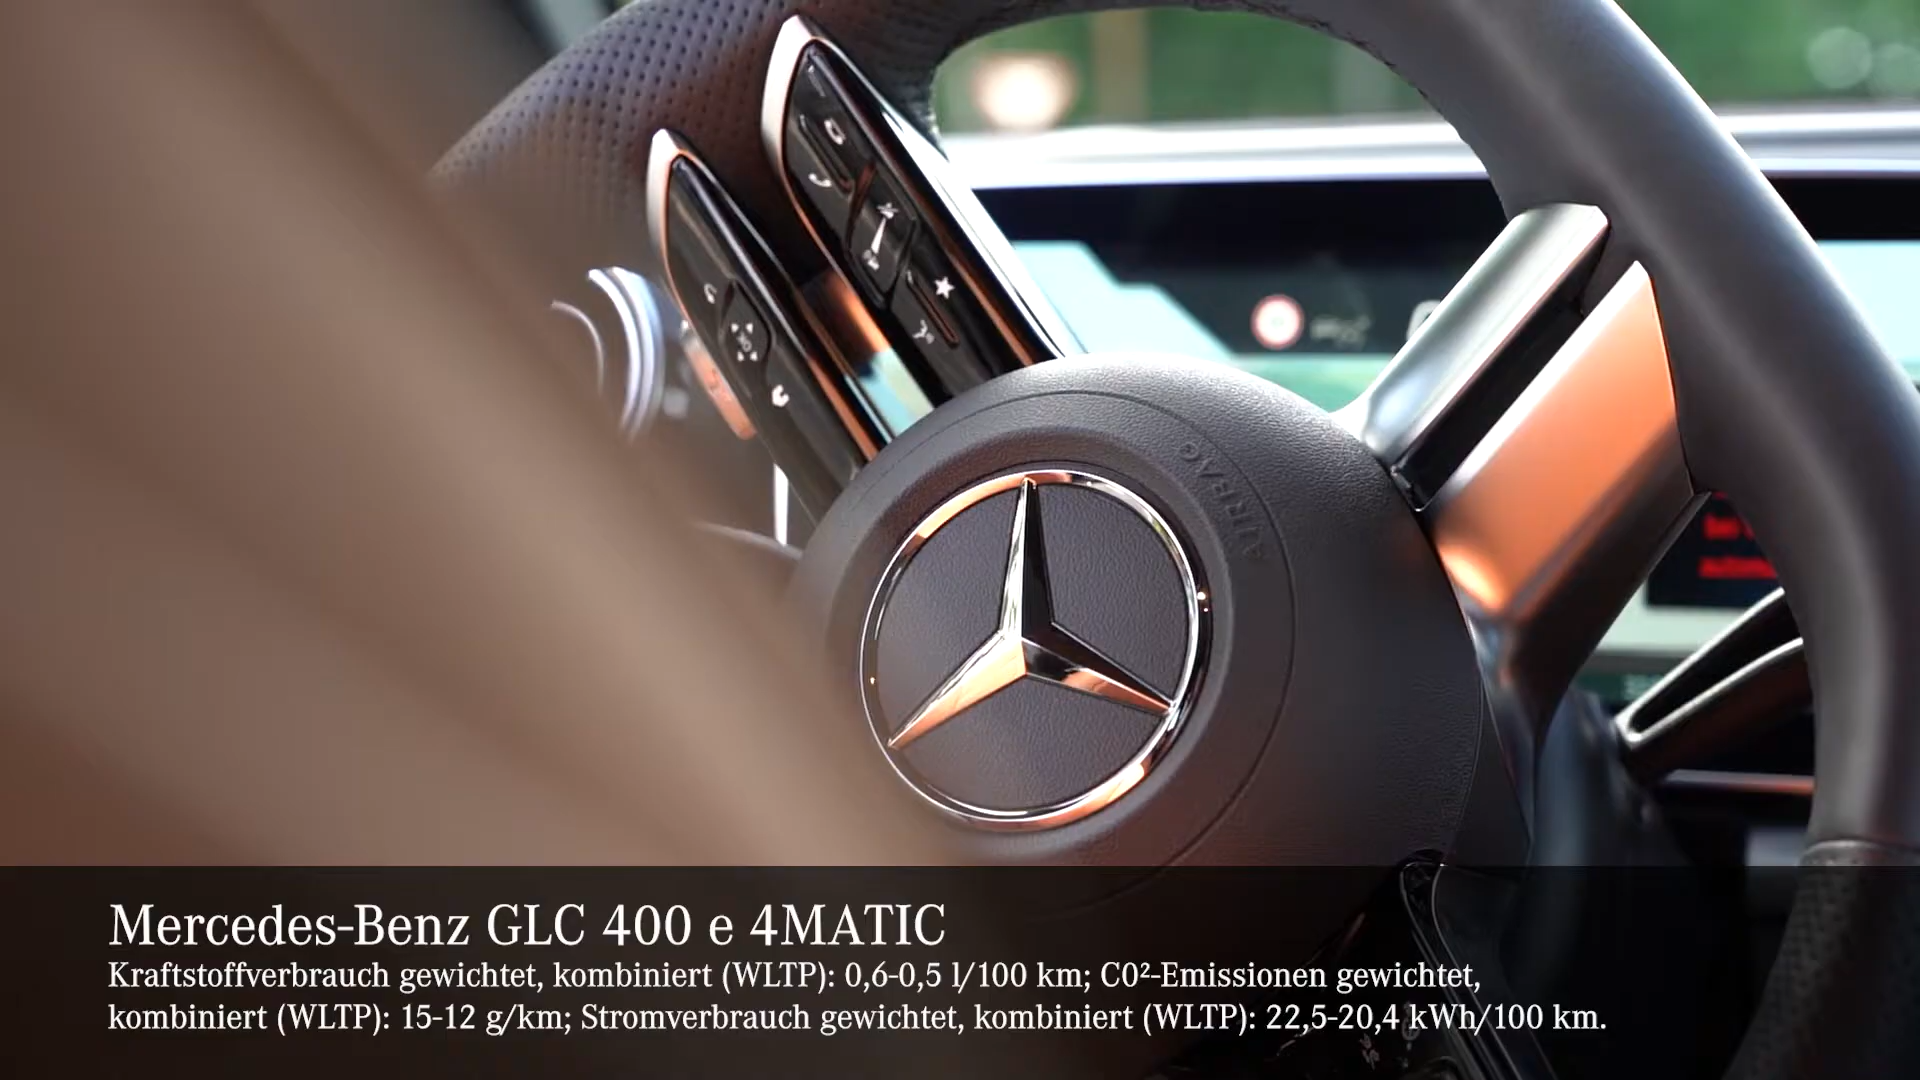 OK
AIRBAG
Mercedes-Benz GLC 400 e 4MATIC
Kraftstoffverbrauch gewichtet, kombiniert (WLTP): 0,6-0,5 l/100 km; C0²-Emissionen gewichtet,
kombiniert (WLTP): 15-12 g/km; Stromverbrauch gewichtet, kombiniert (WLTP): 22,5-20,4 kWh/100 km.